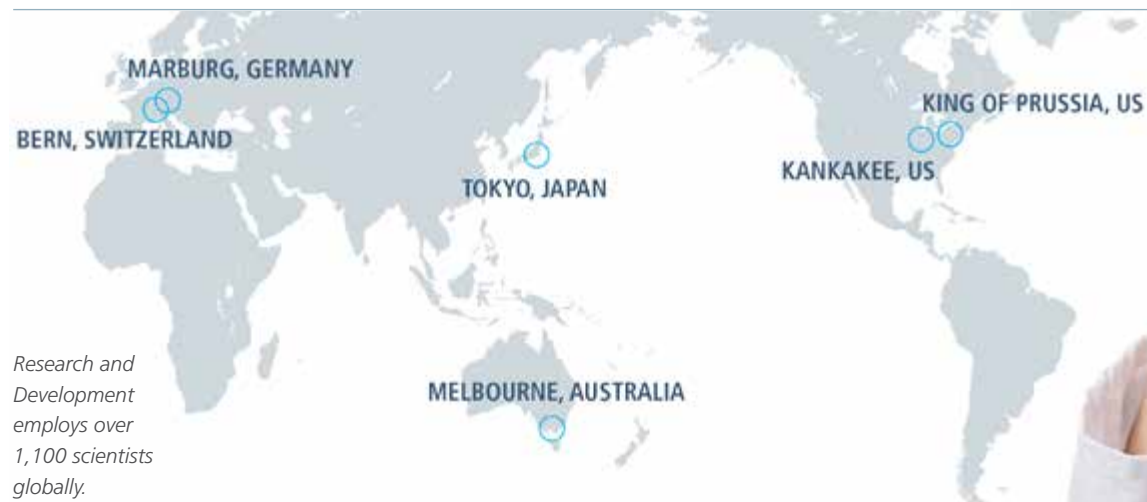 MARBURG, GERMANY
KING OF PRUSSIA, US
BERN, SWITZERLAND
KANKAKEE, US
TOKYO, JAPAN
MELBOURNE, AUSTRALIA
Research and
Development
employs over
1,100 scientists
globally.